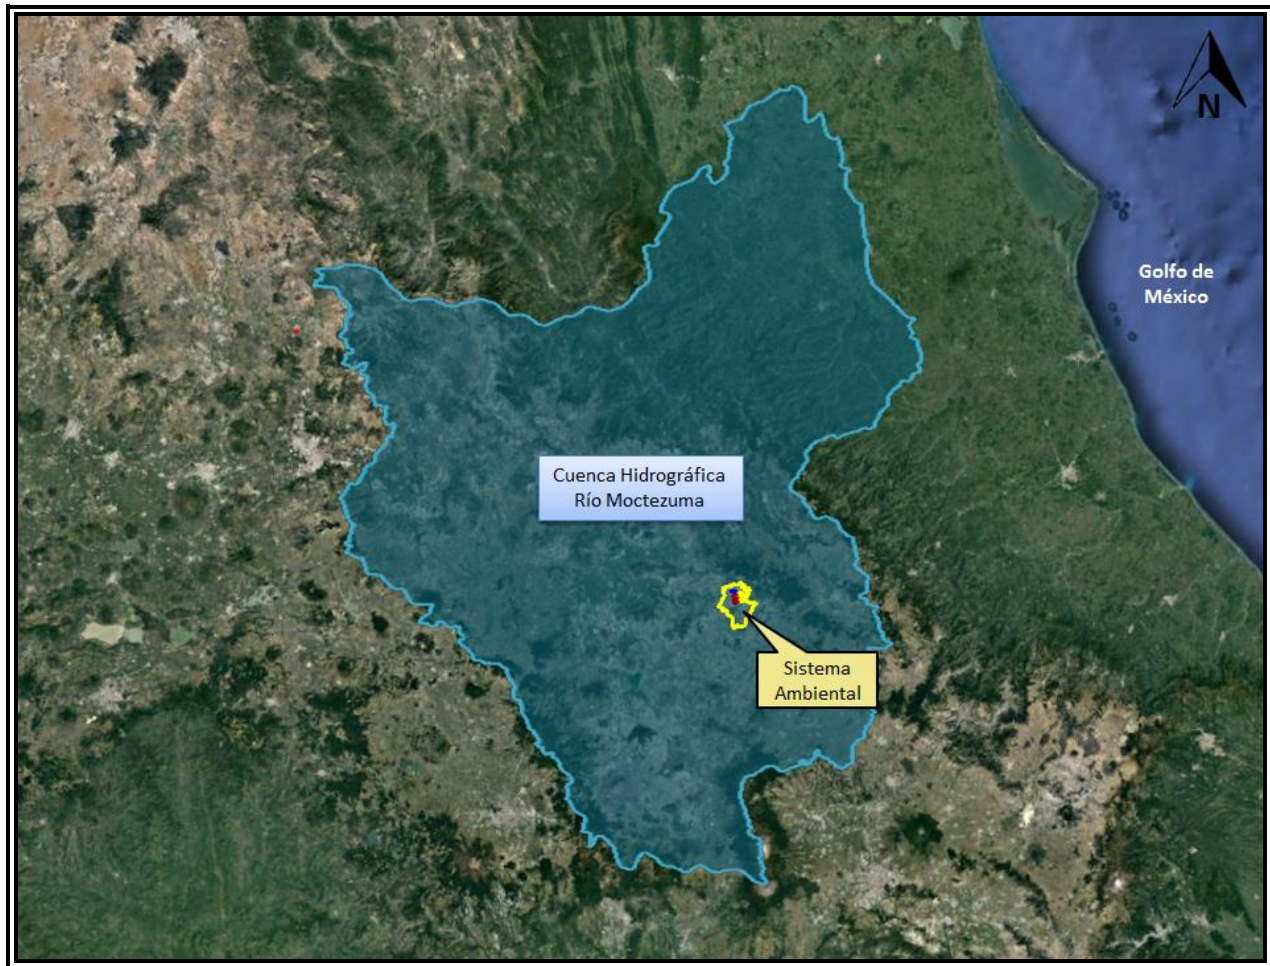 N
Golfo de
México
Cuenca Hidrográfica
Río Moctezuma
Sistema
Ambiental